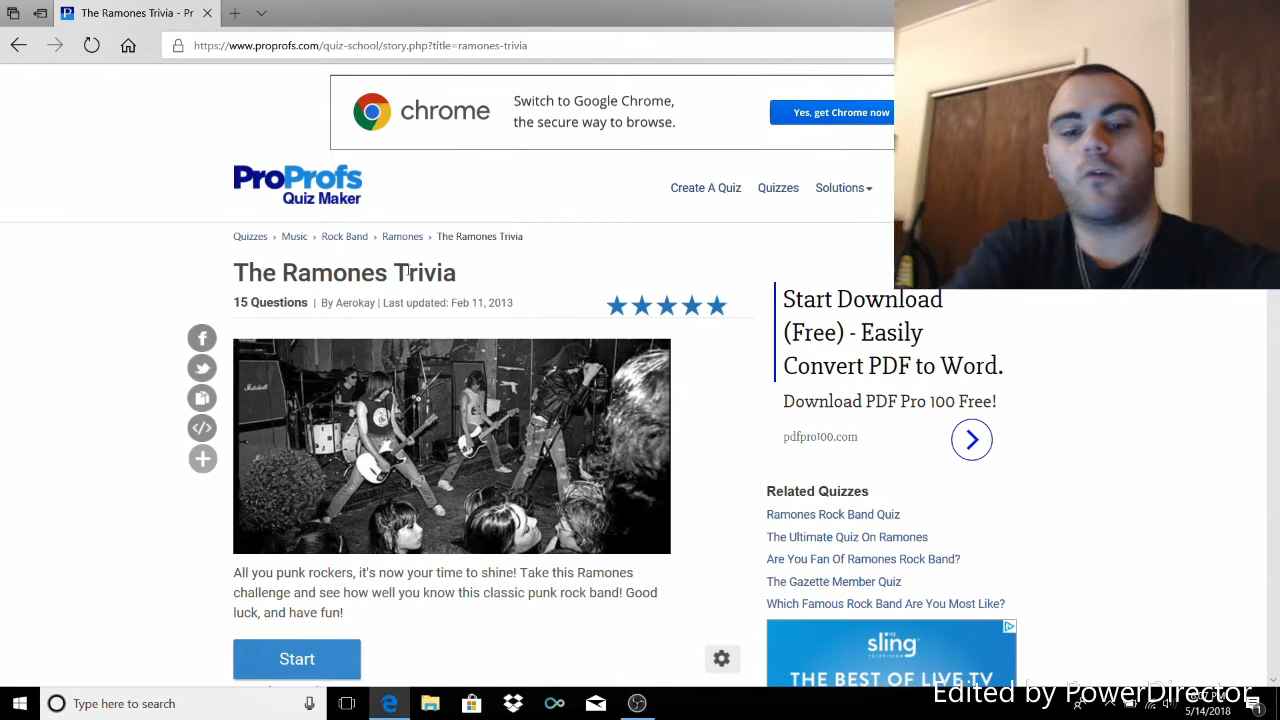 The Ramones Trivia - Pr
https://www.proprofs.com/quiz-school/story.php?title=ramones-trivia
chrome
Switch to Google Chrome,
the secure way to browse.
Yes, get Chrome now
ProProfs
Quiz Maker
Create A Quiz
Quizzes
Solutions
Quizzes › Music › Rock Band › Ramones › The Ramones Trivia
The Ramones Trivia
15 Questions | By Aerokay | Last updated: Feb 11, 2013
Marshall
All you punk rockers, it's now your time to shine! Take this Ramones
challenge and see how well you know this classic punk rock band! Good
luck, and have fun!
Start
Start Download
(Free) - Easily
Convert PDF to Word.
Download PDF Pro 100 Free!
pdfpro100.com
Related Quizzes
Ramones Rock Band Quiz
The Ultimate Quiz On Ramones
Are You Fan Of Ramones Rock Band?
The Gazette Member Quiz
Which Famous Rock Band Are You Most Like?
sling
TELEVISION
THE BEST OF LIVE TV
Edited by PowerDirector
Type here to search
PM
5/14/2018
1